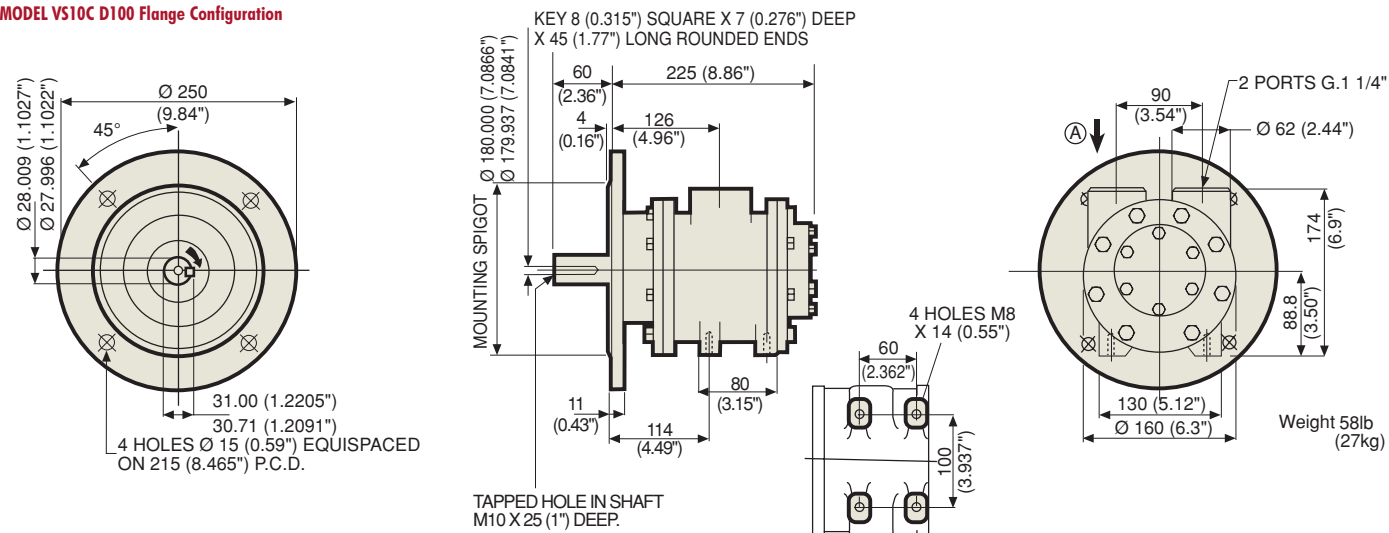 MODEL VS10C D100 Flange Configuration
Ø 250
(9.84")
45°
Ø 28.009 (1.1027")
Ø 27.996 (1.1022")
31.00 (1.2205")
30.71 (1.2091")
4 HOLES Ø 15 (0.59") EQUISPACED
ON 215 (8.465") P.C.D.
KEY 8 (0.315") SQUARE X 7 (0.276") DEEP
X 45 (1.77") LONG ROUNDED ENDS
60
(2.36")
225 (8.86")
4
(0.16")
126
(4.96")
Ø 180.000 (7.0866")
Ø 179.937 (7.0841")
MOUNTING SPIGOT
11
(0.43")
114
(4.49")
80
(3.15")
TAPPED HOLE IN SHAFT
M10 X 25 (1") DEEP.
4 HOLES M8
X 14 (0.55")
60
(2.362")
100
(3.937")
2 PORTS G.1 1/4"
90
(3.54")
Ø 62 (2.44")
A
174
(6.9")
88.8
(3.50")
130 (5.12")
Ø 160 (6.3")
Weight 58lb
(27kg)